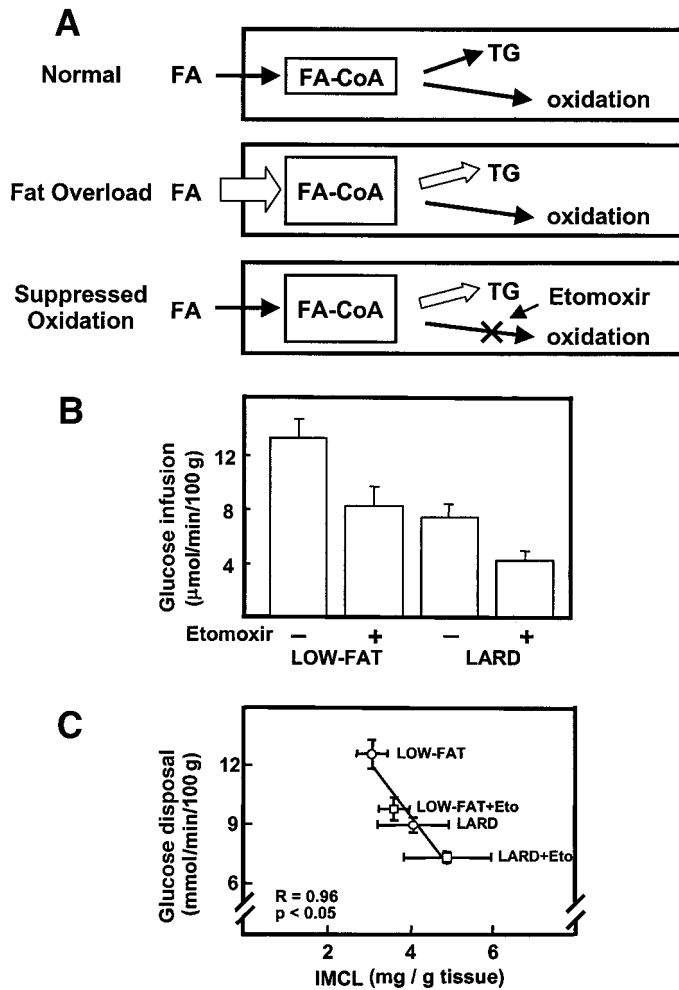 A
Normal FA FA-CoA TG
oxidation
Fat Overload FA FA-CoA TG
oxidation
Suppressed
Oxidation FA FA-CoA TG Etomoxir
oxidation
B
Glucose infusion
(μmol/min/100 g)
12
8
4
Etomoxir − + − +
LOW-FAT LARD
C
Glucose disposal
(mmol/min/100 g)
12
9
6
LOW-FAT
LOW-FAT+Eto
LARD
LARD+Eto
R = 0.96
p < 0.05
2 4 6
IMCL (mg / g tissue)